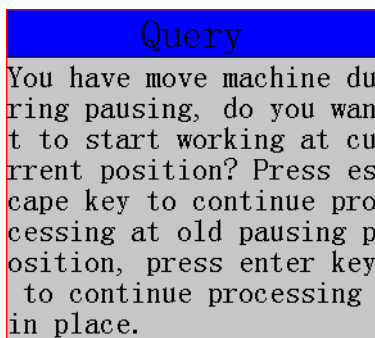 Query
You have move machine du
ring pausing, do you wan
t to start working at cu
rrent position? Press es
cape key to continue pro
cessing at old pausing p
osition, press enter key
 to continue processing
in place.